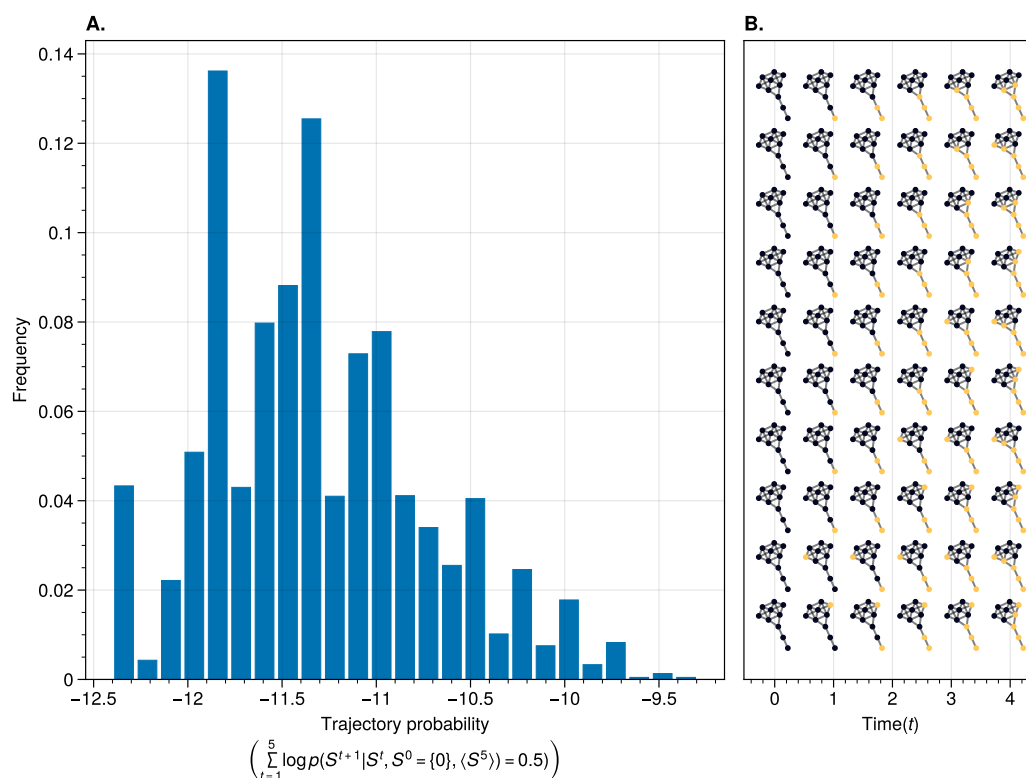 A.
B.
0.14
0.12
0.1
0.08
0.06
0.04
0.02
0
Frequency
−12.5 −12 −11.5 −11 −10.5 −10 −9.5
0 1 2 3 4
Trajectory probability
Time(t)
( 5 Σ t=1 log p(S^{t+1}|S^t, S^0 = {0}, ⟨S^5⟩) = 0.5)